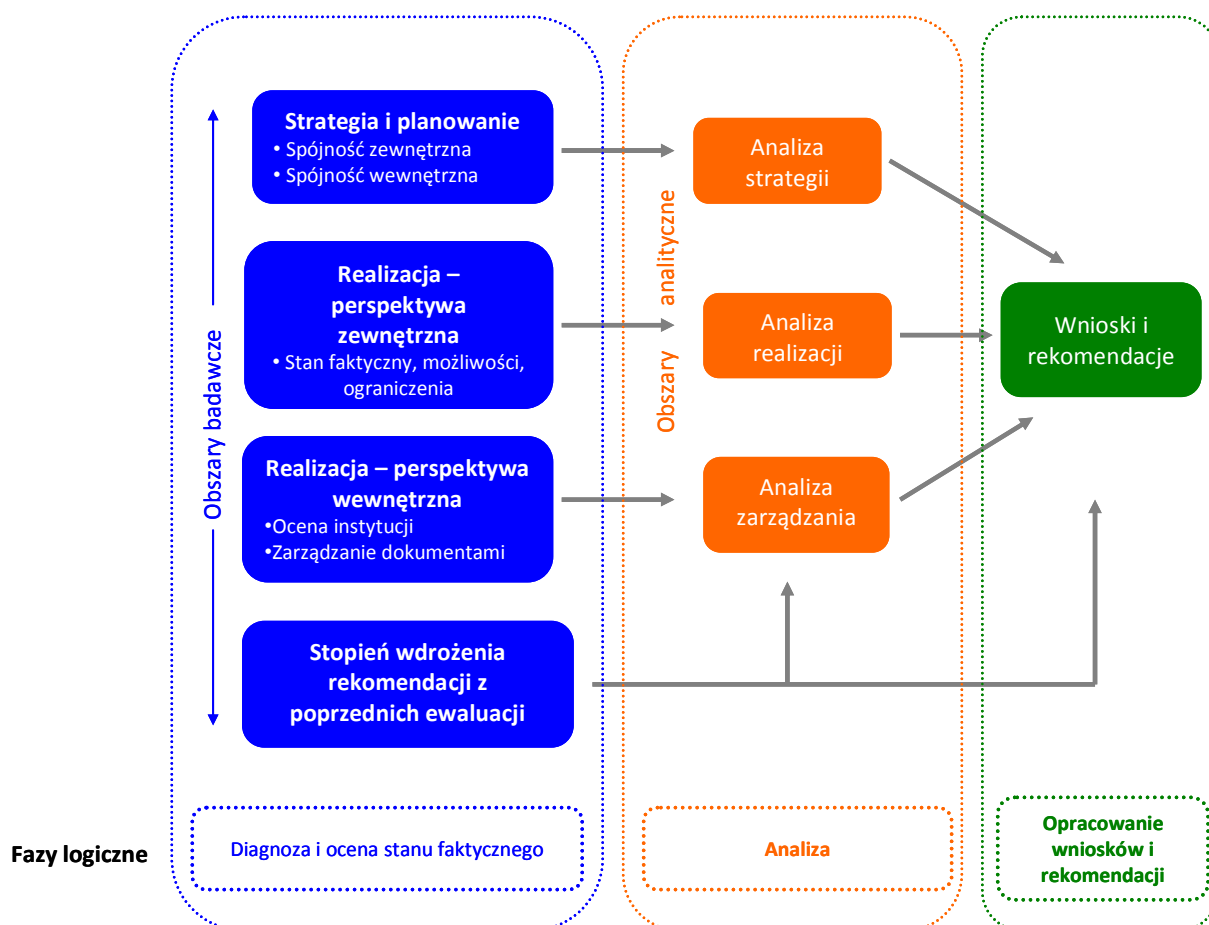 Obszary badawcze
Strategia i planowanie
• Spójność zewnętrzna
• Spójność wewnętrzna
Realizacja –
perspektywa
zewnętrzna
• Stan faktyczny, możliwości,
ograniczenia
Realizacja – perspektywa
wewnętrzna
•Ocena instytucji
•Zarządzanie dokumentami
Stopień wdrożenia
rekomendacji z
poprzednich ewaluacji
Obszary analityczne
Analiza
strategii
Analiza
realizacji
Analiza
zarządzania
Wnioski i
rekomendacje
Fazy logiczne
Diagnoza i ocena stanu faktycznego
Analiza
Opracowanie
wniosków i
rekomendacji